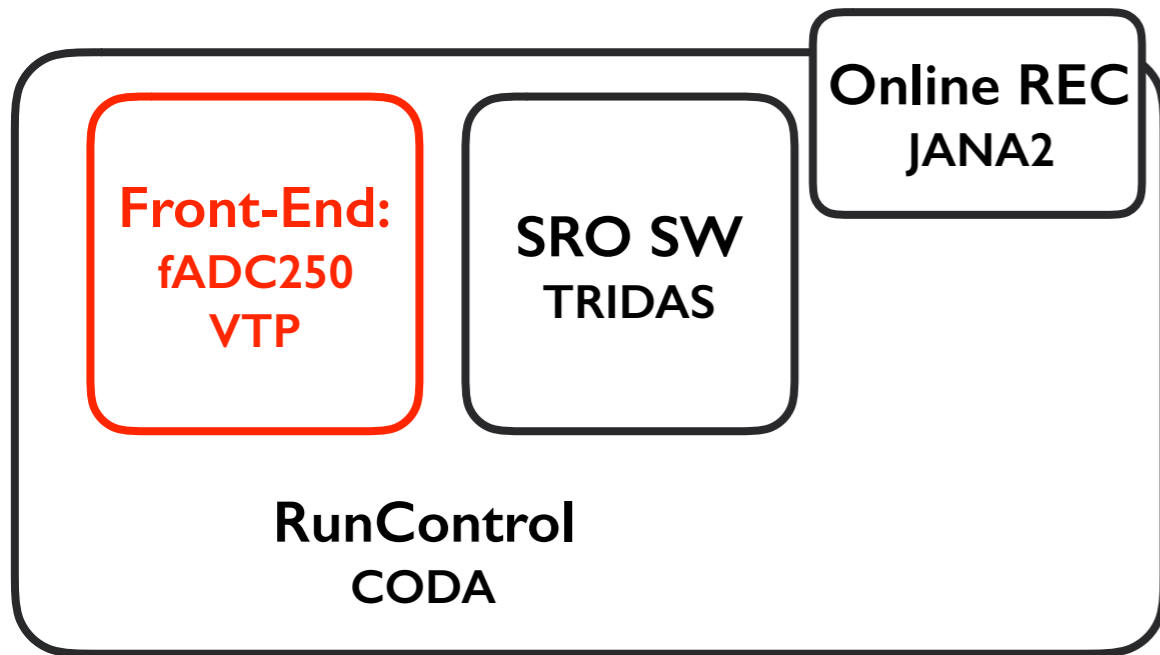 Online REC
JANA2
Front-End:
fADC250
VTP
SRO SW
TRIDAS
RunControl
CODA